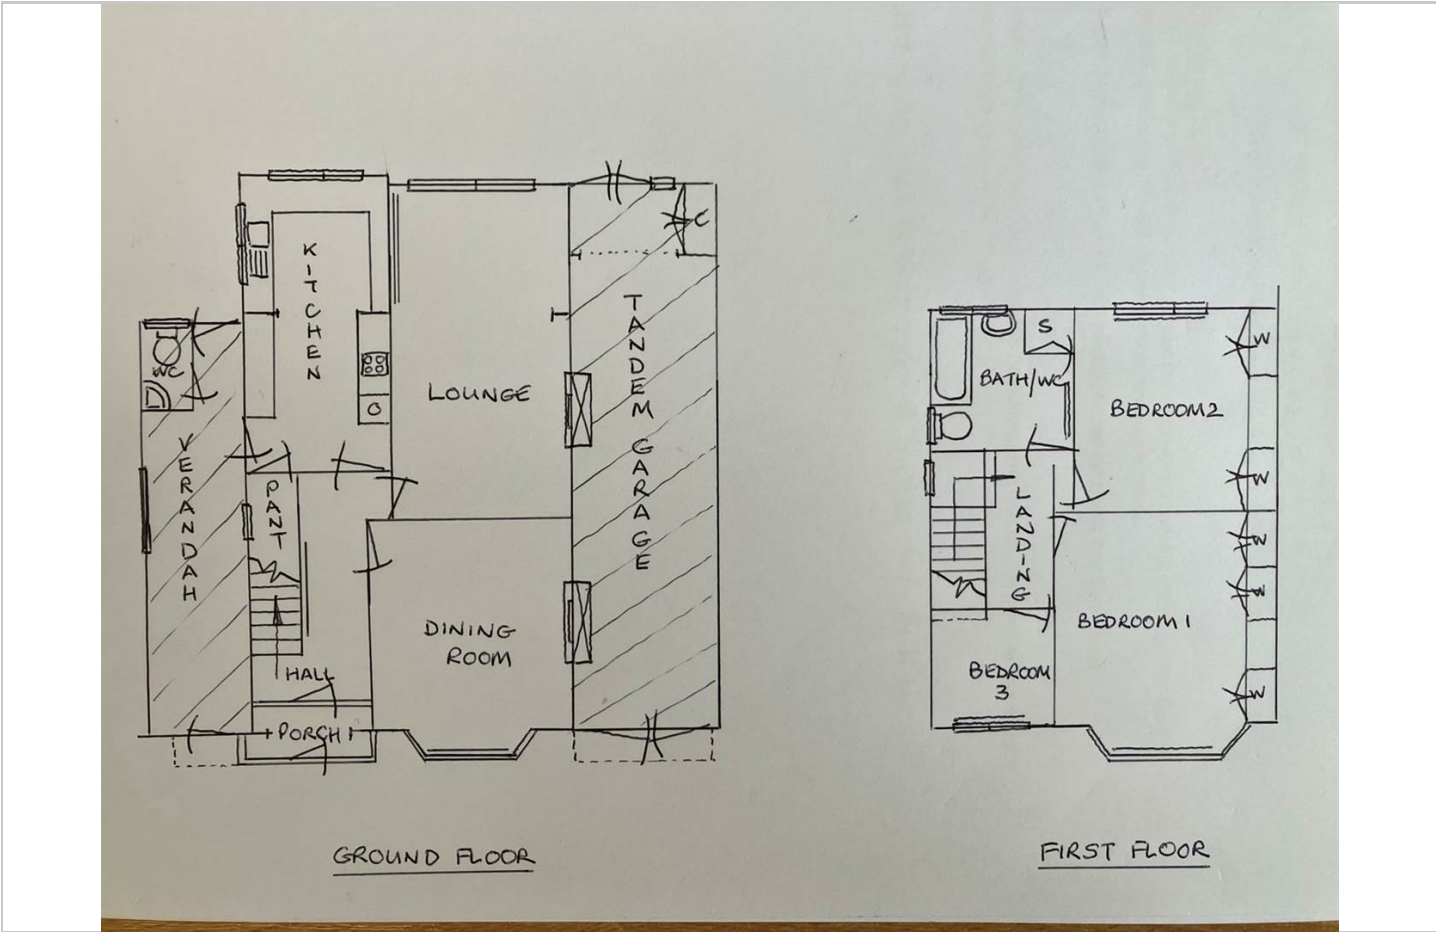 KITCHEN
C
WC
LOUNGE
O
TANDEM GARAGE
VERANDAH
PANT
DINING
ROOM
HALL
PORCH
GROUND FLOOR
S
W
BATH/WC
BEDROOM 2
W
LANDING
W
W
BEDROOM 1
BEDROOM
3
W
FIRST FLOOR